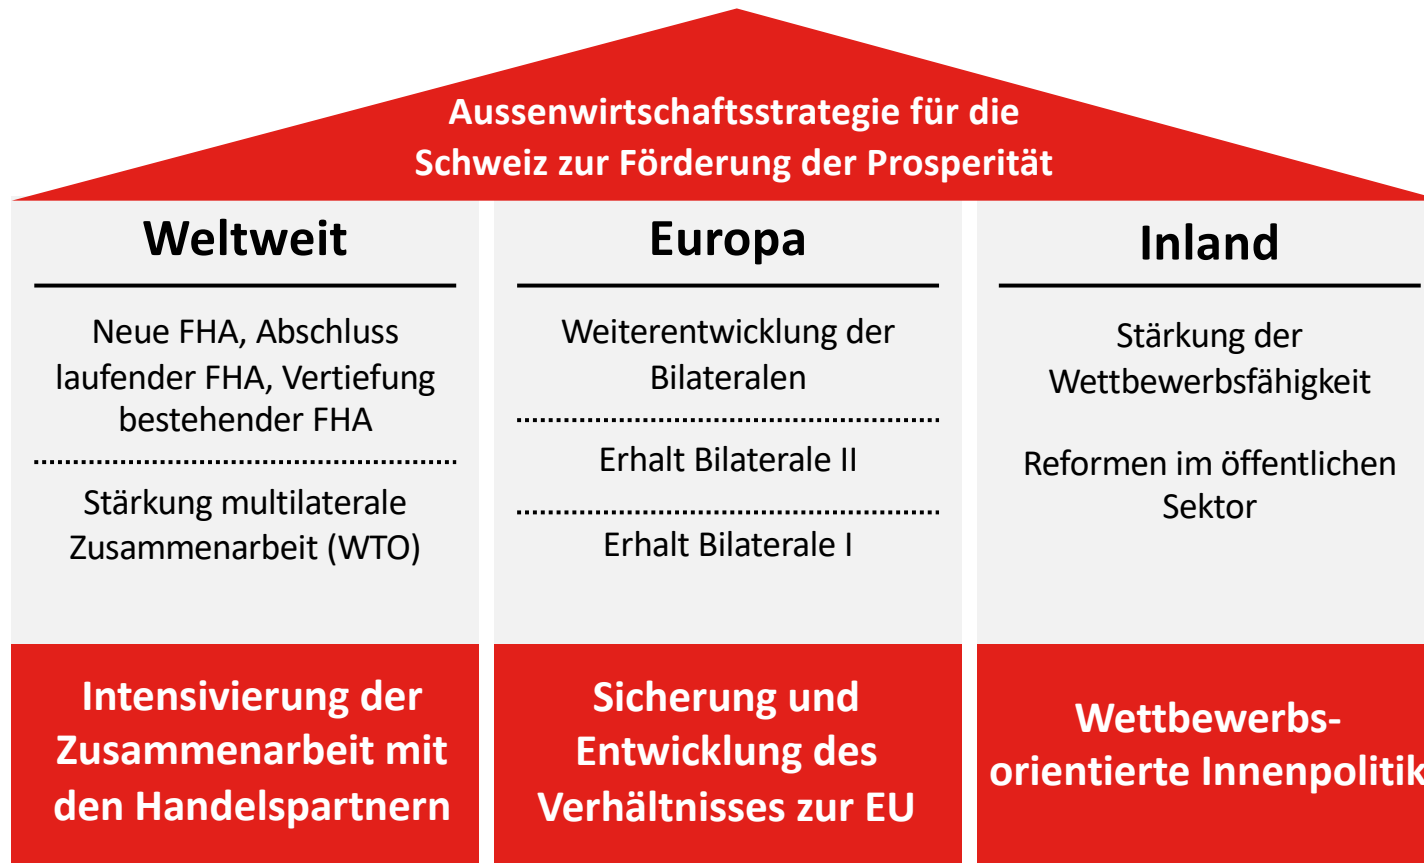 Aussenwirtschaftsstrategie für die
Schweiz zur Förderung der Prosperität
Weltweit
Neue FHA, Abschluss
laufender FHA, Vertiefung
bestehender FHA
Stärkung multilaterale
Zusammenarbeit (WTO)
Intensivierung der
Zusammenarbeit mit
den Handelspartnern
Europa
Weiterentwicklung der
Bilateralen
Erhalt Bilaterale II
Erhalt Bilaterale I
Sicherung und
Entwicklung des
Verhältnisses zur EU
Inland
Stärkung der
Wettbewerbsfähigkeit
Reformen im öffentlichen
Sektor
Wettbewerbs-
orientierte Innenpolitik